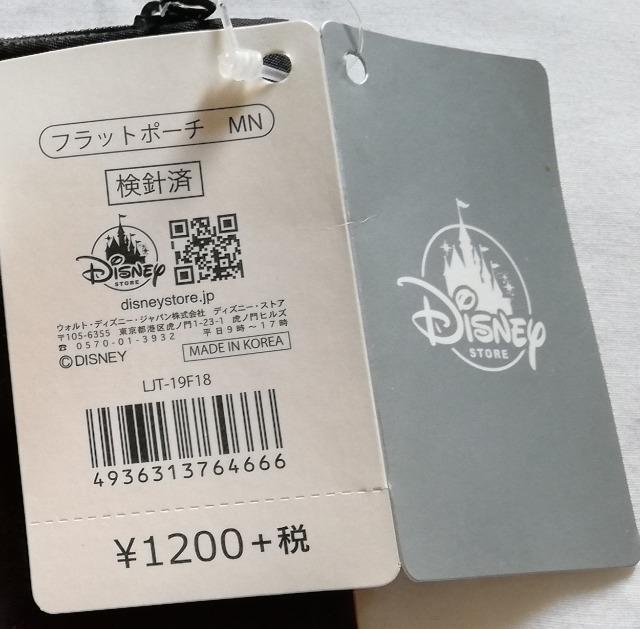 フラットポーチ MN
検針済
DISNEY
STORE
disneystore.jp
ウォルト・ディズニー・ジャパン株式会社 ディズニー・ストア
〒105-6355 東京都港区虎ノ門1-23-1 虎ノ門ヒルズ
☎ 0570-01-3932 平日9時～17時
©DISNEY
MADE IN KOREA
LJT-19F18
4936313764666
¥1200+税
DISNEY
STORE